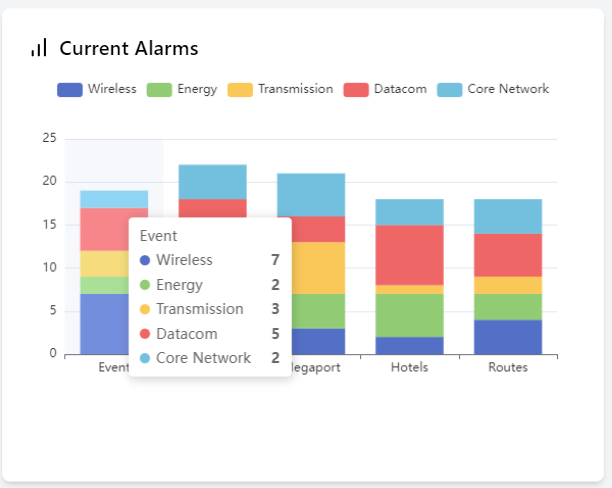 Current Alarms
Wireless Energy Transmission Datacom Core Network
25
20
15
10
5
0
Event
Wireless 7
Energy 2
Transmission 3
Datacom 5
Core Network 2
Event
Hotels
Routes